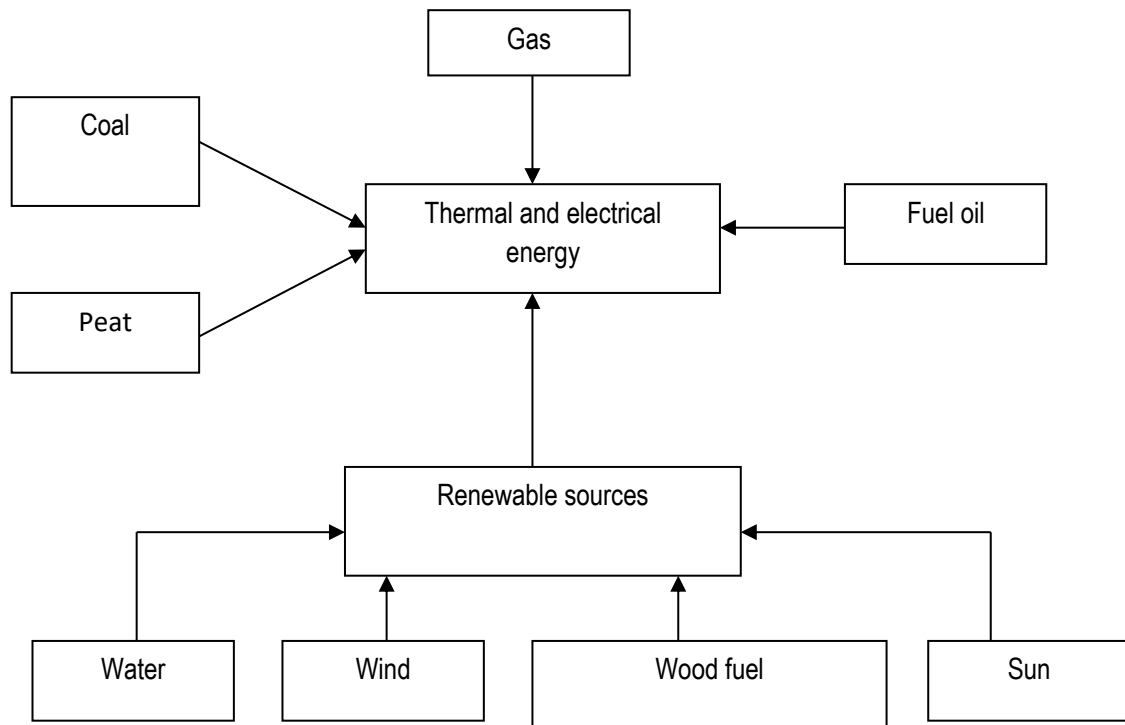 Gas
Coal
Thermal and electrical
energy
Fuel oil
Peat
Renewable sources
Water
Wind
Wood fuel
Sun